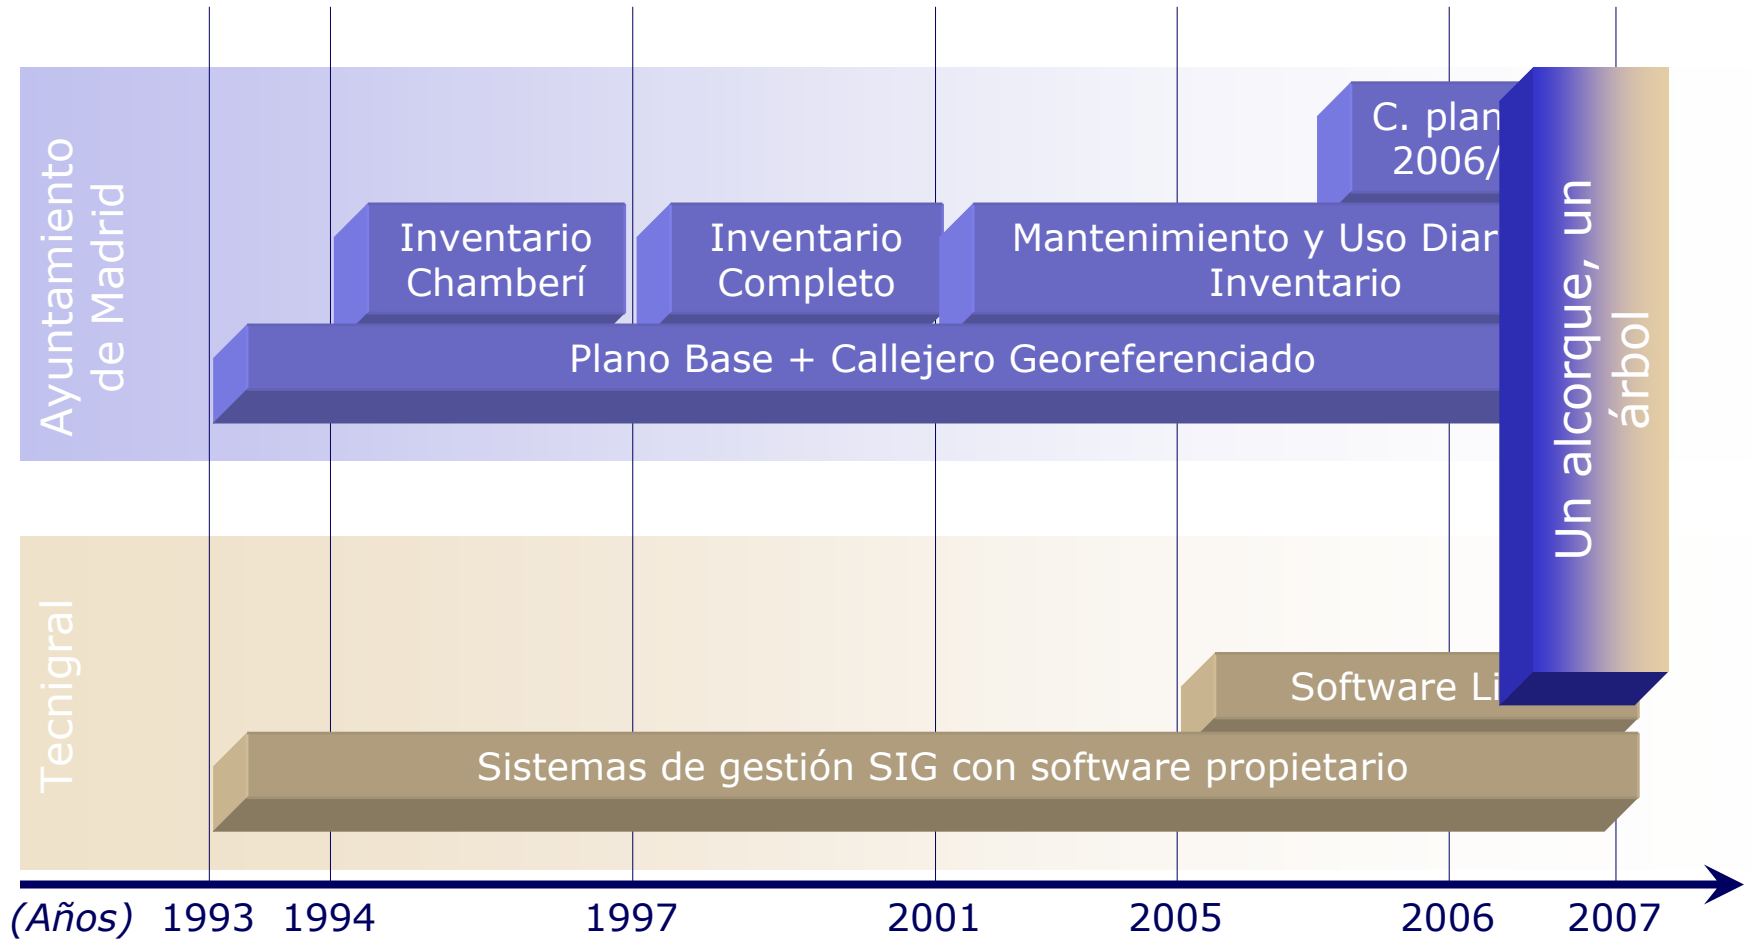 Ayuntamiento
de Madrid
C. plan
2006/
Inventario
Chamberí
Inventario
Completo
Mantenimiento y Uso Diar
Inventario
Plano Base + Callejero Georeferenciado
Un alcorque, un
árbol
Tecnigral
Software Li
Sistemas de gestión SIG con software propietario
(Años) 1993 1994 1997 2001 2005 2006 2007